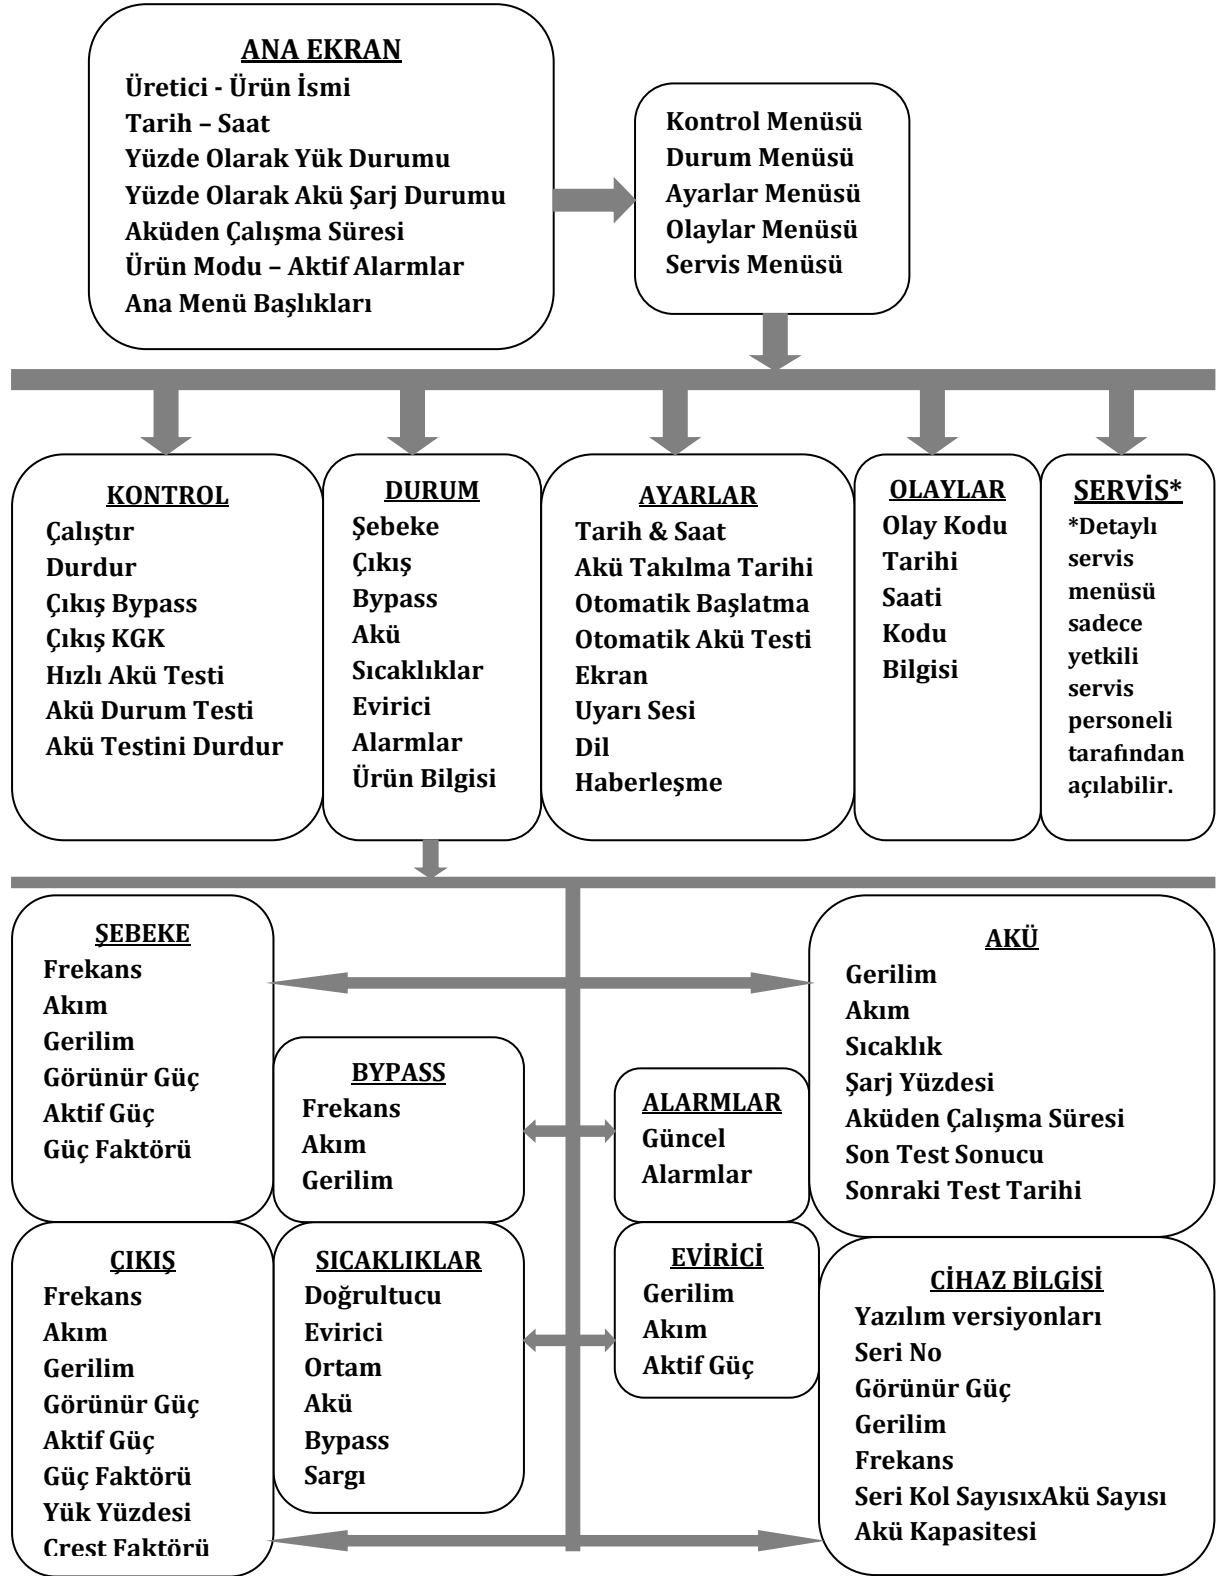 ANA EKRAN
Üretici - Ürün İsmi
Tarih – Saat
Yüzde Olarak Yük Durumu
Yüzde Olarak Akü Şarj Durumu
Aküden Çalışma Süresi
Ürün Modu – Aktif Alarmlar
Ana Menü Başlıkları
Kontrol Menüsü
Durum Menüsü
Ayarlar Menüsü
Olaylar Menüsü
Servis Menüsü
KONTROL
Çalıştır
Durdur
Çıkış Bypass
Çıkış KGK
Hızlı Akü Testi
Akü Durum Testi
Akü Testini Durdur
DURUM
Şebeke
Çıkış
Bypass
Akü
Sıcaklıklar
Evirici
Alarmlar
Ürün Bilgisi
AYARLAR
Tarih & Saat
Akü Takılma Tarihi
Otomatik Başlatma
Otomatik Akü Testi
Ekran
Uyarı Sesi
Dil
Haberleşme
OLAYLAR
Olay Kodu
Tarihi
Saati
Kodu
Bilgisi
SERVİS*
*Detaylı
servis
menüsü
sadece
yetkili
servis
personeli
tarafından
açılabilir.
ŞEBEKE
Frekans
Akım
Gerilim
Görünür Güç
Aktif Güç
Güç Faktörü
BYPASS
Frekans
Akım
Gerilim
ALARMLAR
Güncel
Alarmlar
AKÜ
Gerilim
Akım
Sıcaklık
Şarj Yüzdesi
Aküden Çalışma Süresi
Son Test Sonucu
Sonraki Test Tarihi
ÇIKIŞ
Frekans
Akım
Gerilim
Görünür Güç
Aktif Güç
Güç Faktörü
Yük Yüzdesi
Crest Faktörü
SICAKLIKLAR
Doğrultucu
Evirici
Ortam
Akü
Bypass
Sargı
EVİRİCİ
Gerilim
Akım
Aktif Güç
CİHAZ BİLGİSİ
Yazılım versiyonları
Seri No
Görünür Güç
Gerilim
Frekans
Seri Kol SayısıxAkü Sayısı
Akü Kapasitesi